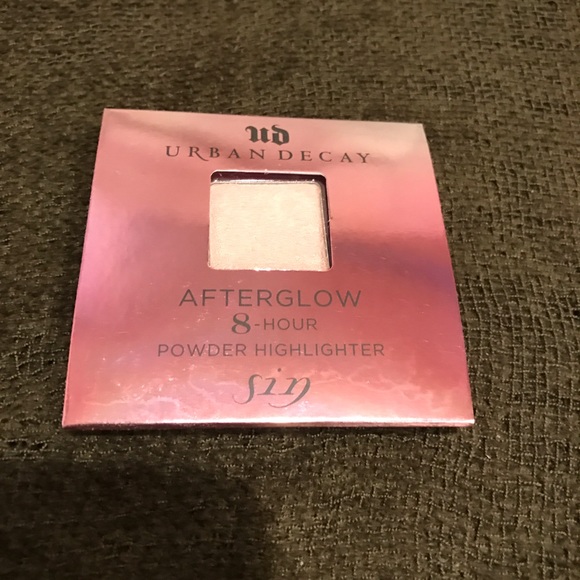 UD
URBAN DECAY
AFTERGLOW
8-HOUR
POWDER HIGHLIGHTER
sin